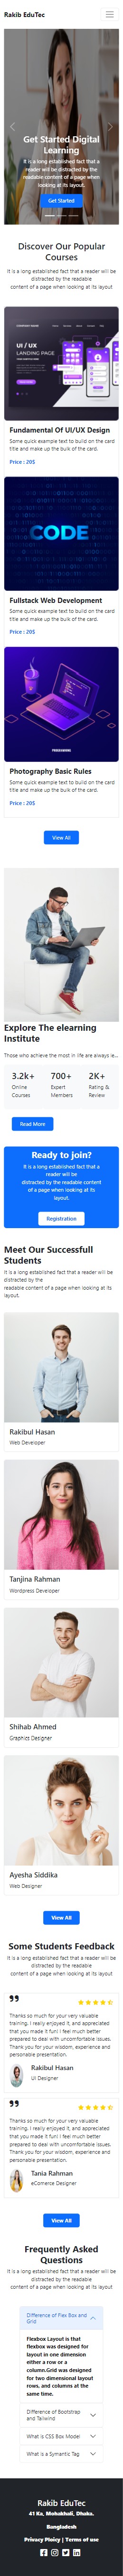 Rakib EduTec
Get Started Digital
Learning
It is a long established fact that a
reader will be distracted by the
readable content of a page when
looking at its layout.
Get Started
Discover Our Popular
Courses
It is a long established fact that a reader will be
distracted
of a page when looking at its layout.
UI / UX
LANDING PAGE
Fundamental Of UI/UX Design
Some quick example text to build on the card
title and make up the bulk of the card.
Price : 20$
CODE
Fullstack Web Development
Some quick example text to build on the card
title and make up the bulk of the card.
Price : 20$
Photography Basic Rules
Some quick example text to build on the card
title and make up the bulk of the card.
Price : 20$
View All
Explore The elearning
Institute
Those who achieve the most in life are always ie...
3.2k+
Online
Courses
700+
Expert
Members
2K+
Rating &
Review
Read More
Ready to join?
It is a long established fact that a
reader will be
distracted by the readable content
of a page when looking at its
layout.
Registration
Meet Our Successfull
Students
It is a long established fact that a reader will be
distracted by the
readable content of a page when looking at its
layout.
Rakibul Hasan
Web Developer
Tanjina Rahman
Wordpress Developer
Shihab Ahmed
Graphics Designer
Ayesha Siddika
Web Designer
View All
Some Students Feedback
It is a long established fact that a reader will be
distracted by the readable
content of a page when looking at its layout.
Thanks so much for your very valuable
training. I really enjoyed it, and appreciated
that you made it fun! I feel much better
prepared to deal with uncomfortable issues.
Thank you for your wisdom, experience and
personable presentation.
Rakibul Hasan
UI Designer
Thanks so much for your very valuable
training. I really enjoyed it, and appreciated
that you made it fun! I feel much better
prepared to deal with uncomfortable issues.
Thank you for your wisdom, experience and
personable presentation.
Tania Rahman
eCommerce Designer
View All
Frequently Asked
Questions
It is a long established fact that a reader will be
distracted by the readable
content of a page when looking at its layout.
Difference of Flex Box and
Grid
Flexbox Layout is that
flexbox was designed for
layout in one dimension
either a row or a
column.Grid was designed
for two dimensional layout
rows, and columns at the
same time.
Difference of Bootstrap
and Tailwind
What is CSS Box Model
What is a Symantic Tag
Rakib EduTec
41 Ka, Mohakhali, Dhaka.
Bangladesh
Privacy Ploicy | Terms of use